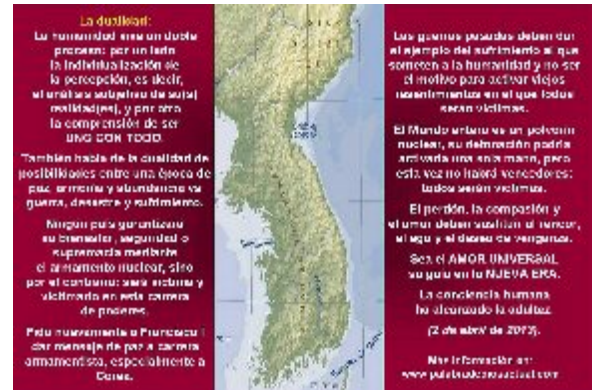 La dualidad:
La humanidad vive un doble
proceso: por un lado
la individualización de
la percepción, es decir,
el análisis subjetivo de su(s)
realidad(es), y por otro
la comprensión de ser
UNO CON TODO.
También habla de la dualidad de
posibilidades entre una época de
paz, armonía y abundancia vs
guerra, desastre y sufrimiento.
Ningún país garantizará
su bienestar, seguridad o
supremacía mediante
el armamento nuclear, sino
por el contrario: será víctima y
victimario en esta carrera
de poderes.
Pido nuevamente a Francisco I
dar mensaje de paz a carrera
armamentista, especialmente a
Corea.
Las guerras pasadas deben dar
el ejemplo del sufrimiento al que
someten a la humanidad y no ser
el motivo para activar viejos
resentimientos en el que todos
serán víctimas.
El Mundo entero es un polvorín
nuclear, su detonación podría
activarla una sola mano, pero
esta vez no habrá vencedores:
todos serán víctimas.
El perdón, la compasión y
el amor deben sustituir al rencor,
el ego y el deseo de venganza.
Sea el AMOR UNIVERSAL
su guía en la NUEVA ERA.
La conciencia humana
ha alcanzado la adultez.
(2 de abril de 2013).
Mas información en:
www.palabradediosactual.com